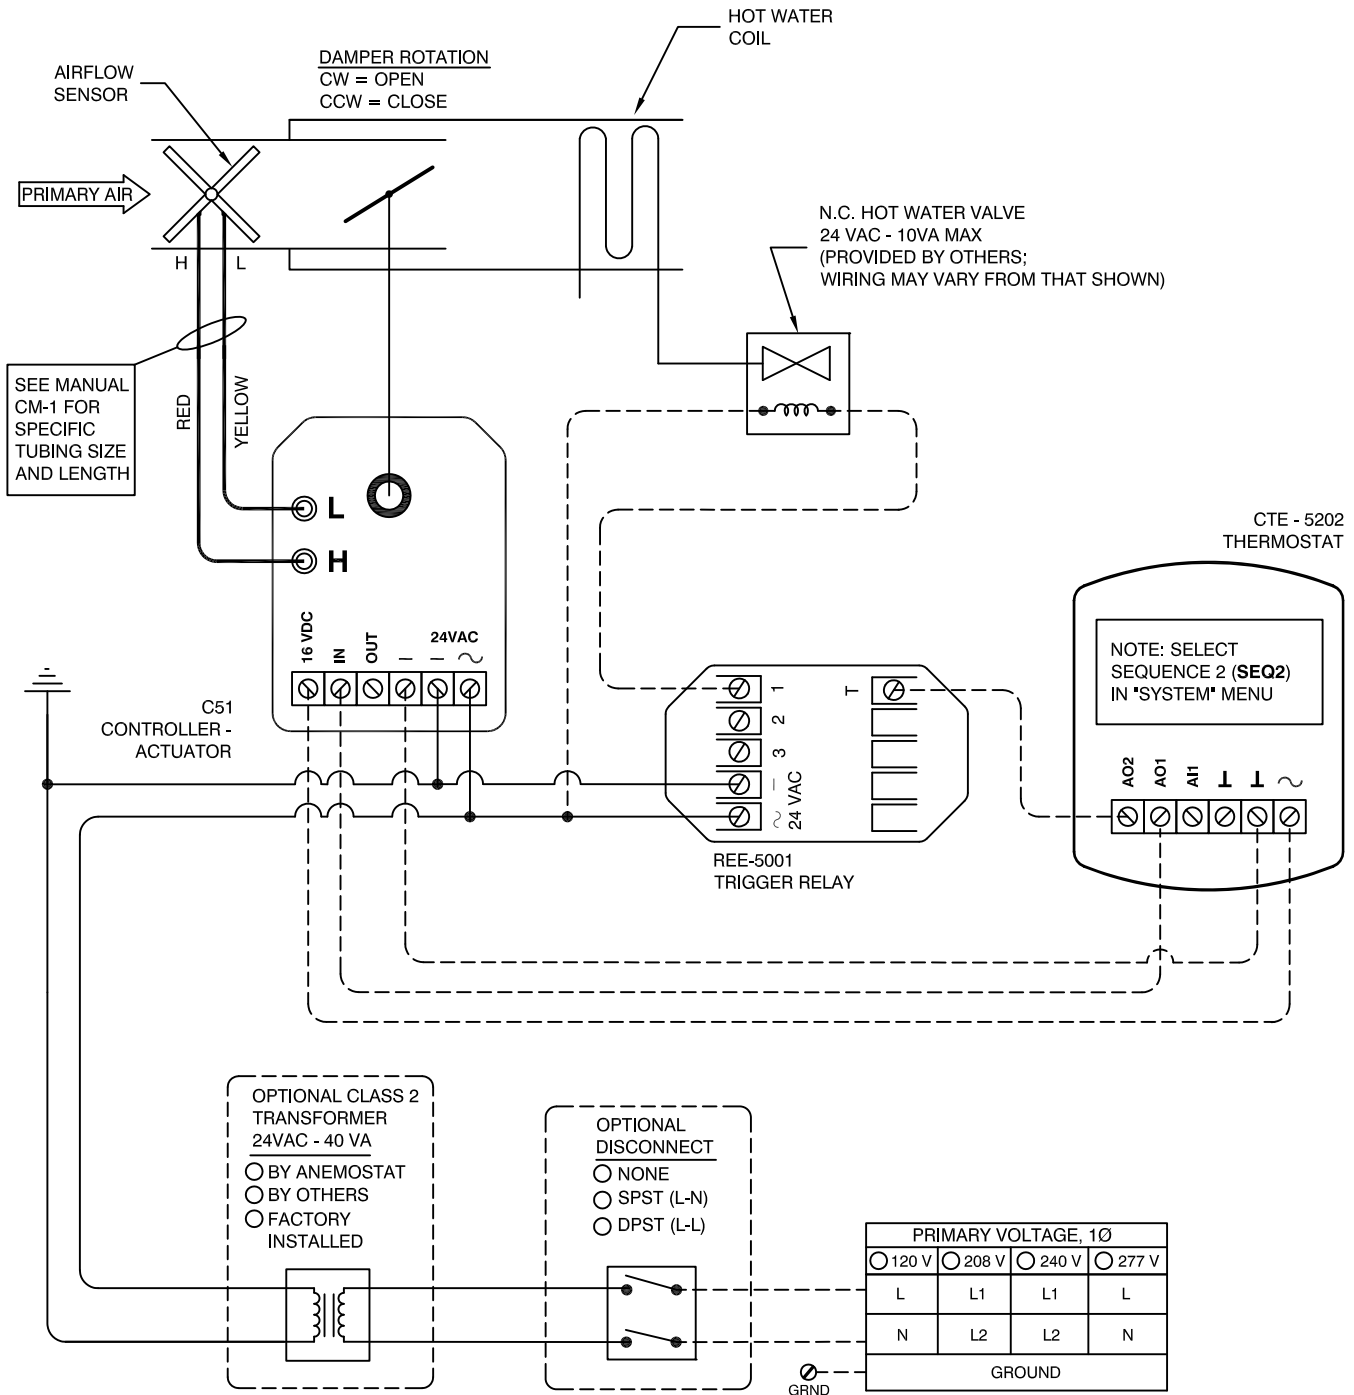 HOT WATER
COIL
DAMPER ROTATION
CW = OPEN
CCW = CLOSE
AIRFLOW
SENSOR
PRIMARY AIR
H
L
N.C. HOT WATER VALVE
24 VAC - 10VA MAX
(PROVIDED BY OTHERS;
WIRING MAY VARY FROM THAT SHOWN)
SEE MANUAL
CM-1 FOR
SPECIFIC
TUBING SIZE
AND LENGTH
RED
YELLOW
L
H
16 VDC
IN
OUT
24VAC
C51
CONTROLLER -
ACTUATOR
1
2
3
24 VAC
T
REE-5001
TRIGGER RELAY
CTE - 5202
THERMOSTAT
NOTE: SELECT
SEQUENCE 2 (SEQ2)
IN "SYSTEM" MENU
AO2
AO1
AI1
OPTIONAL CLASS 2
TRANSFORMER
24VAC - 40 VA
BY ANEMOSTAT
BY OTHERS
FACTORY
INSTALLED
OPTIONAL
DISCONNECT
NONE
SPST (L-N)
DPST (L-L)
PRIMARY VOLTAGE, 1Ø
120 V 208 V 240 V 277 V
L L1 L1 L
N L2 L2 N
GROUND
GRND